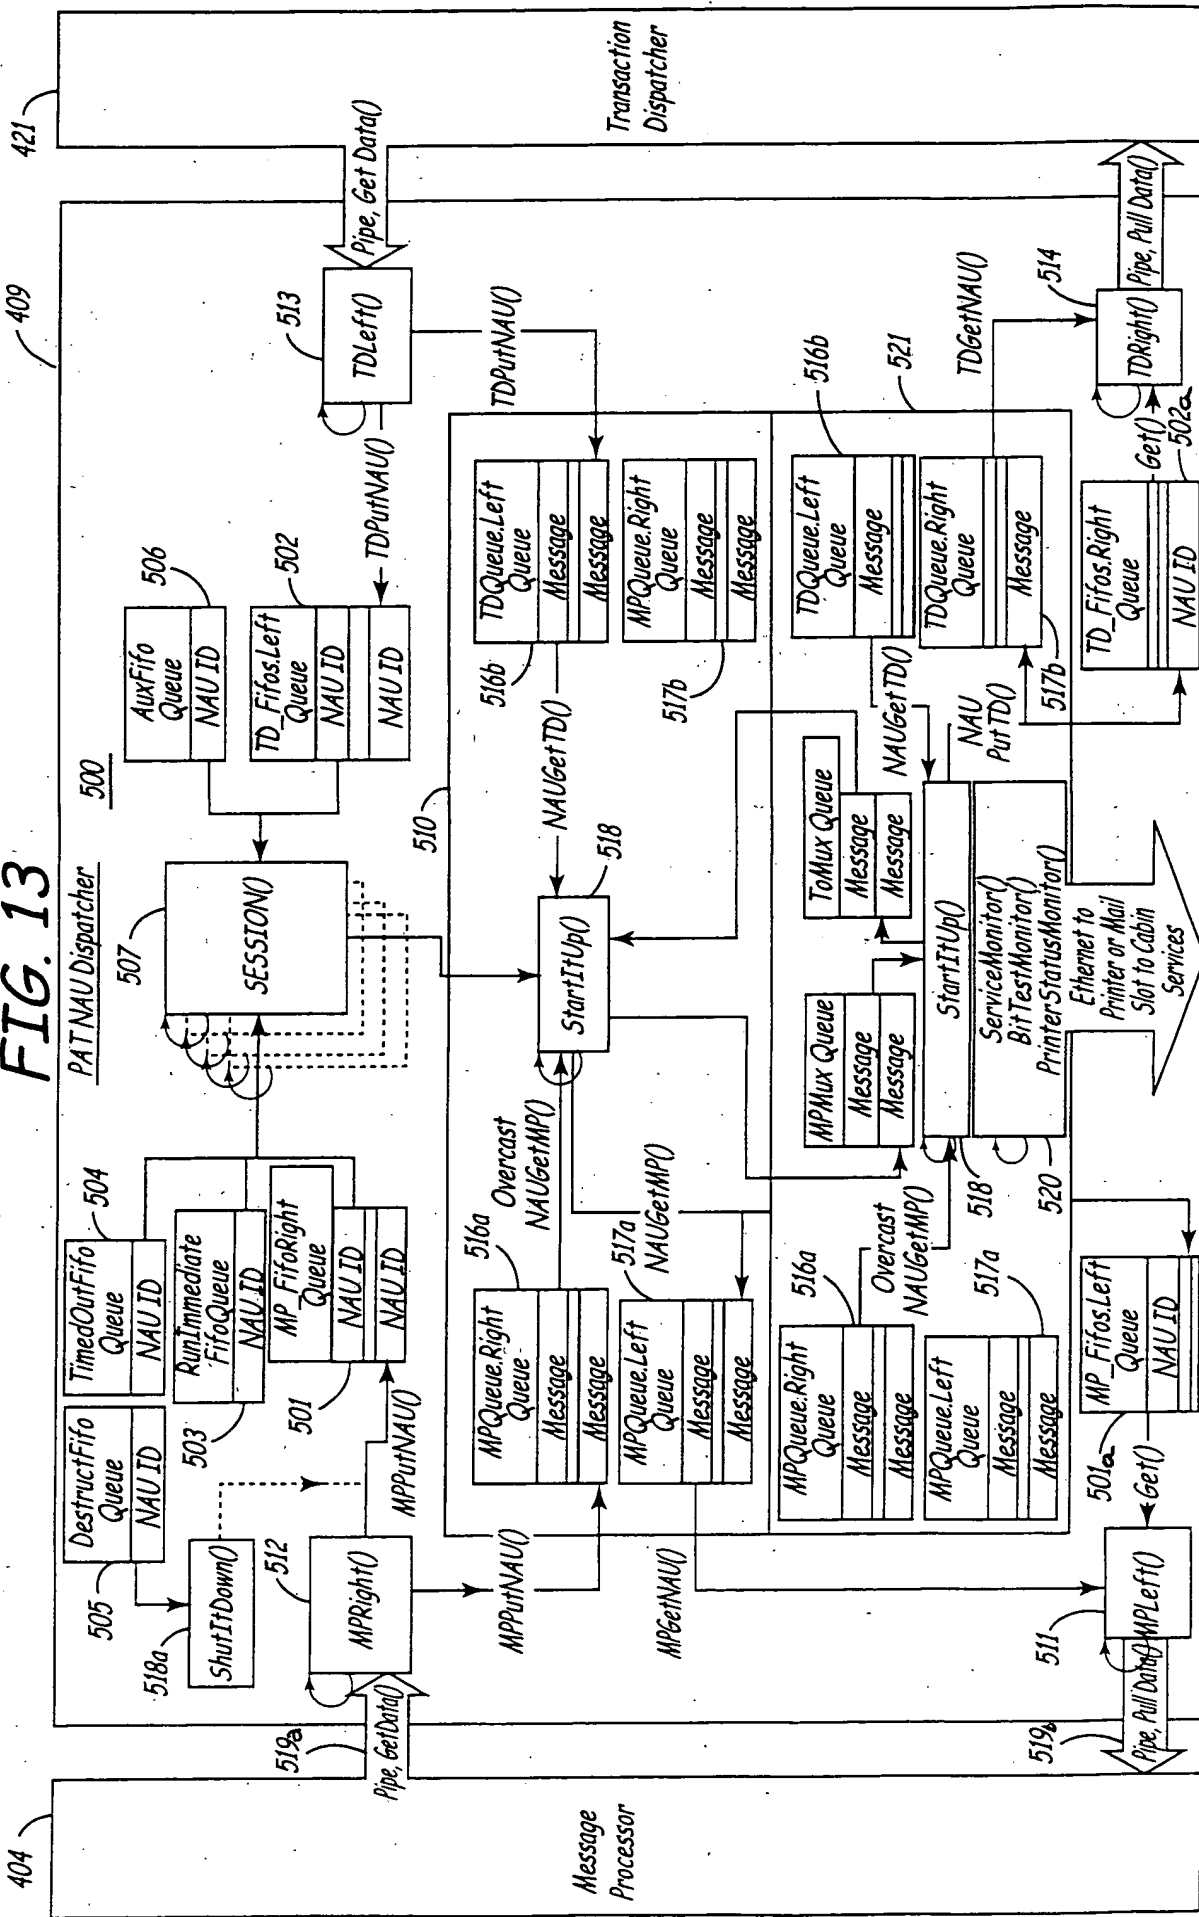 FIG. 13
PAT NAU Dispatcher
500
404
Message
Processor
409
421
Transaction
Dispatcher
DestructFifo
Queue
NAU ID
505
TimedOutFifo
Queue
NAU ID
504
RunImmediate
FifoQueue
NAU ID
503
MP_FifoRight
Queue
NAU ID
NAU ID
501
ShutItDown()
518a
MPRight()
512
MPPutNAU()
519a
Pipe, GetData()
507
SESSION()
AuxFifo
Queue
NAU ID
506
TD_Fifos.Left
Queue
NAU ID
NAU ID
502
TDPutNAU()
TDLeft()
513
Pipe, Get Data()
TDPutNAU()
510
MPPutNAU()
MPQueue.Right
Queue
Message
Message
516a
Overcast
NAUGetMP()
MPQueue.Left
Queue
Message
Message
517a
NAUGetMP()
StartItUp()
518
NAUGetTD()
TDQueue.Left
Queue
Message
Message
516b
MPQueue.Right
Queue
Message
Message
517b
MPGetNAU()
MPQueue.Right
Queue
Message
Message
516a
Overcast
NAUGetMP()
MPQueue.Left
Queue
Message
Message
517a
MPMux Queue
Message
Message
ToMux Queue
Message
Message
StartItUp()
518
ServiceMonitor()
BitTestMonitor()
PrinterStatusMonitor()
520
NAUGetTD()
NAU
PutTD()
TDQueue.Left
Queue
Message
516b
TDQueue.Right
Queue
Message
517b
521
TDGetNAU()
Ethernet to
Printer or Mail
Slot to Cabin
Services
MPLeft()
511
Pipe, Pull Data()
519b
Get()
MP_Fifos.Left
Queue
NAU ID
501a
TD_Fifos.Right
Queue
NAU ID
502a
Get()
TDRight()
514
Pipe, Pull Data()